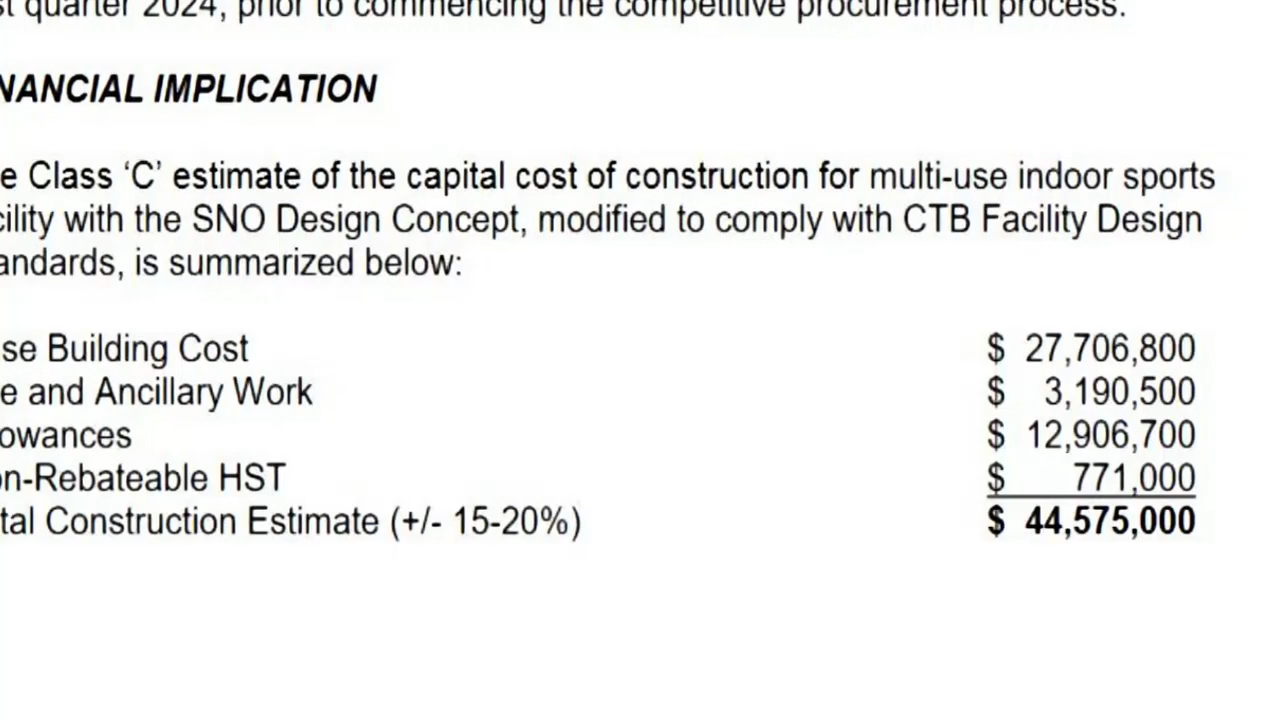 st quarter 2024, prior to commencing the competitive procurement process.
NANCIAL IMPLICATION
e Class ‘C’ estimate of the capital cost of construction for multi-use indoor sports
cility with the SNO Design Concept, modified to comply with CTB Facility Design
andards, is summarized below:
se Building Cost $ 27,706,800
e and Ancillary Work $ 3,190,500
owances $ 12,906,700
on-Rebateable HST $ 771,000
tal Construction Estimate (+/- 15-20%) $ 44,575,000